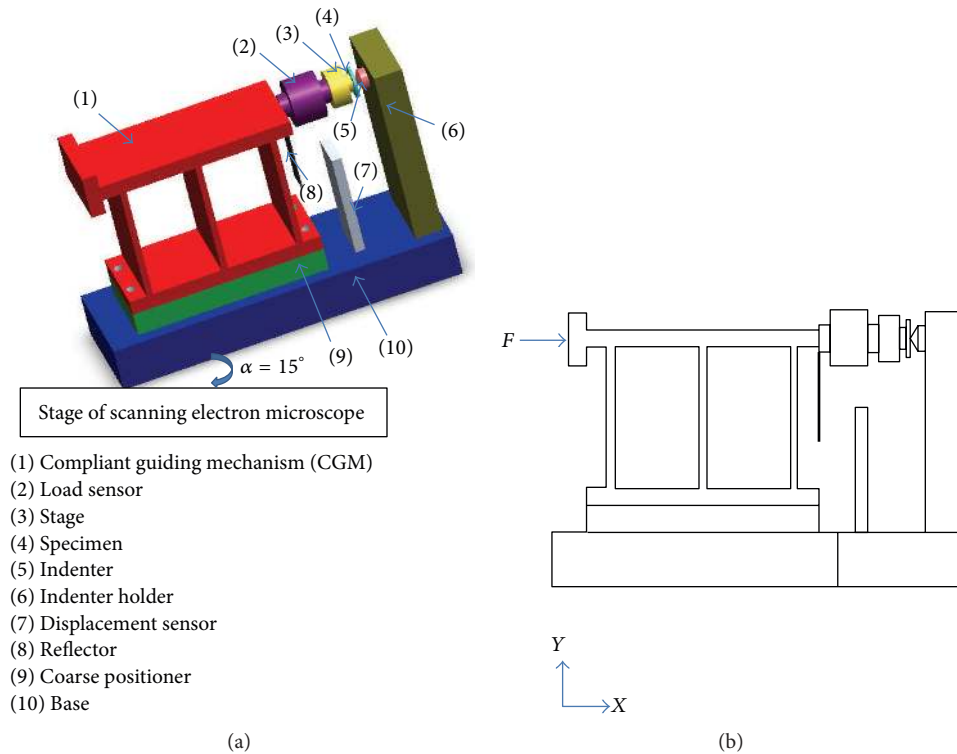 (4)
(3)
(2)
(1)
(5)
(6)
(7)
(8)
(9)
(10)
α = 15°
Stage of scanning electron microscope
(1) Compliant guiding mechanism (CGM)
(2) Load sensor
(3) Stage
(4) Specimen
(5) Indenter
(6) Indenter holder
(7) Displacement sensor
(8) Reflector
(9) Coarse positioner
(10) Base
(a)
F
Y
X
(b)